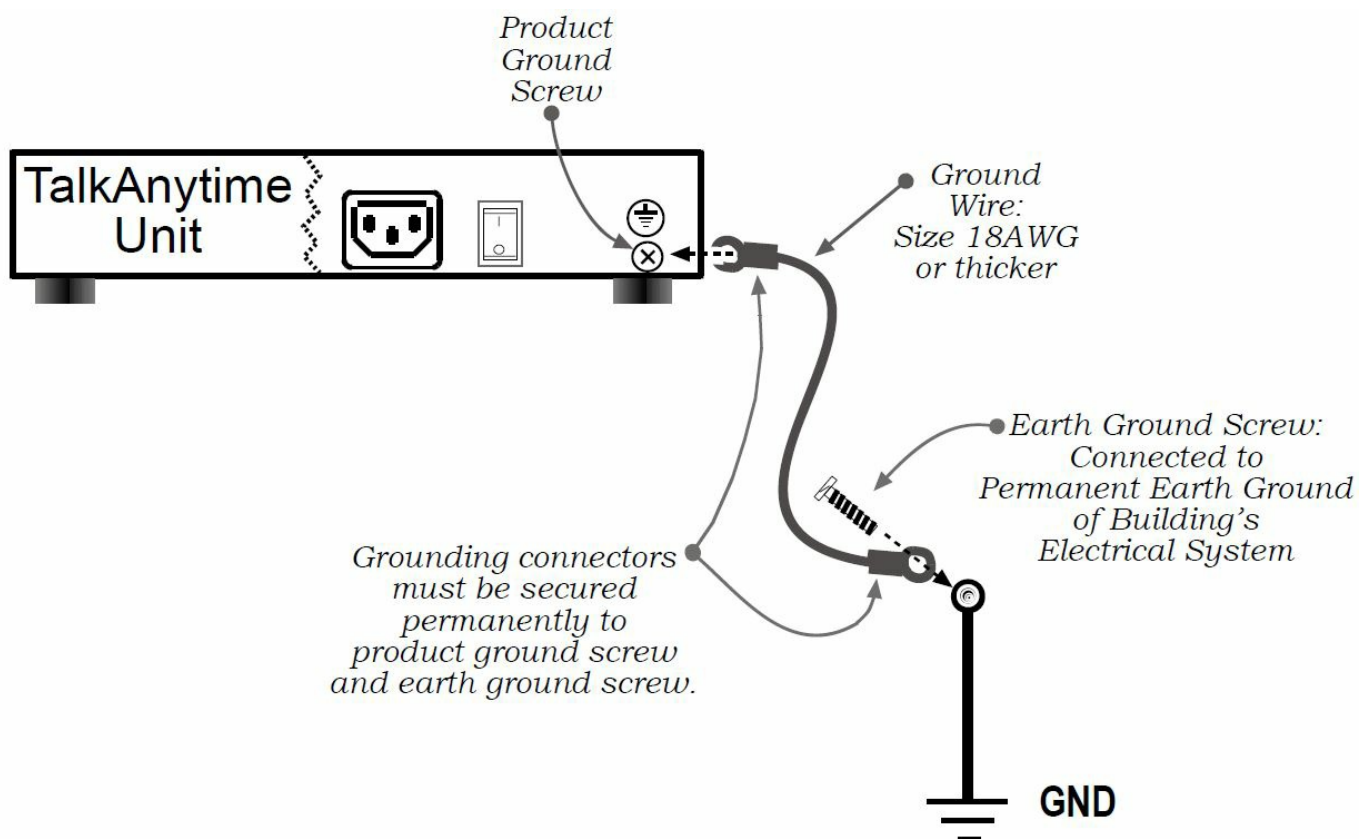 Product
Ground
Screw
TalkAnytime
Unit
Ground
Wire:
Size 18AWG
or thicker
Earth Ground Screw:
Connected to
Permanent Earth Ground
of Building's
Electrical System
Grounding connectors
must be secured
permanently to
product ground screw
and earth ground screw.
GND